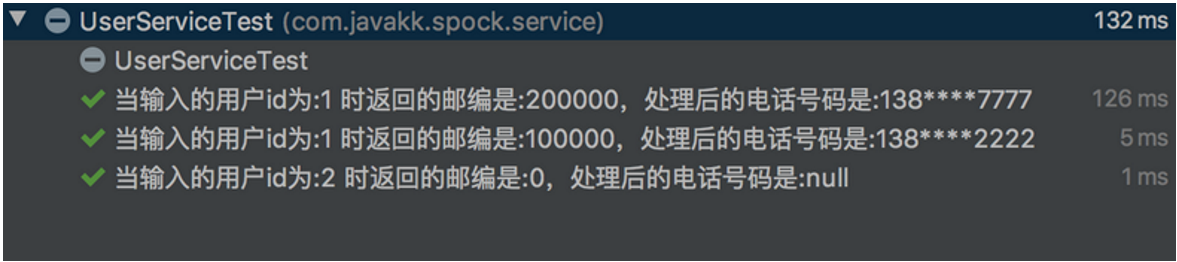 UserServiceTest (com.javakk.spock.service) 132 ms
UserServiceTest
当输入的用户id为:1 时返回的邮编是:200000，处理后的电话号码是:138****7777 126 ms
当输入的用户id为:1 时返回的邮编是:100000，处理后的电话号码是:138****2222 5 ms
当输入的用户id为:2 时返回的邮编是:0，处理后的电话号码是:null 1 ms